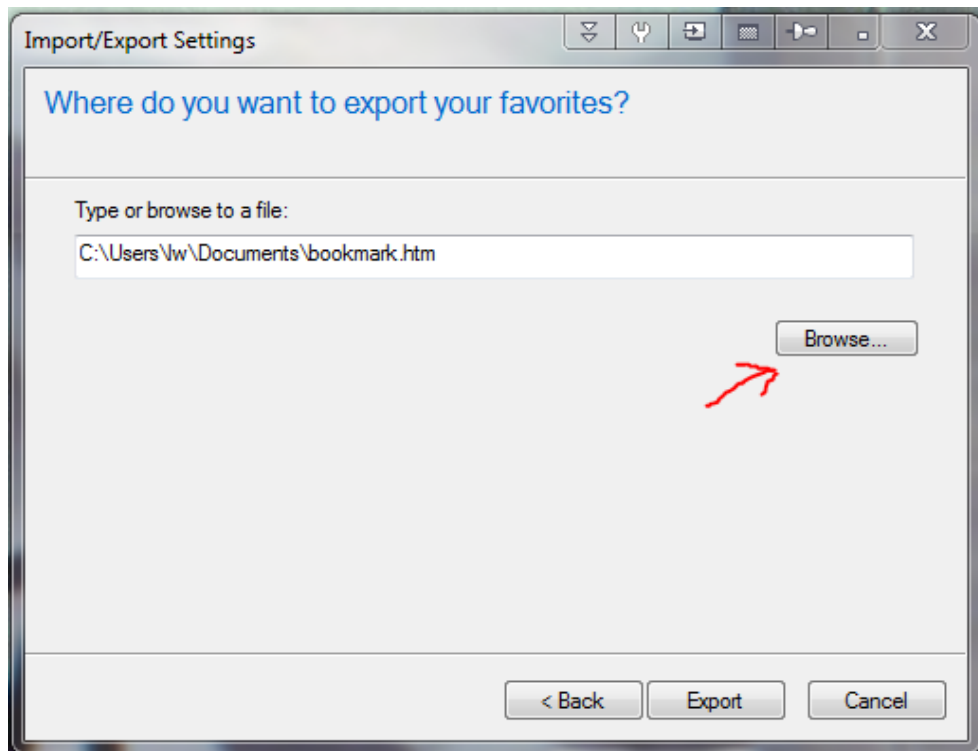 Import/Export Settings
Where do you want to export your favorites?
Type or browse to a file:
C:\Users\lw\Documents\bookmark.htm
Browse...
< Back Export Cancel